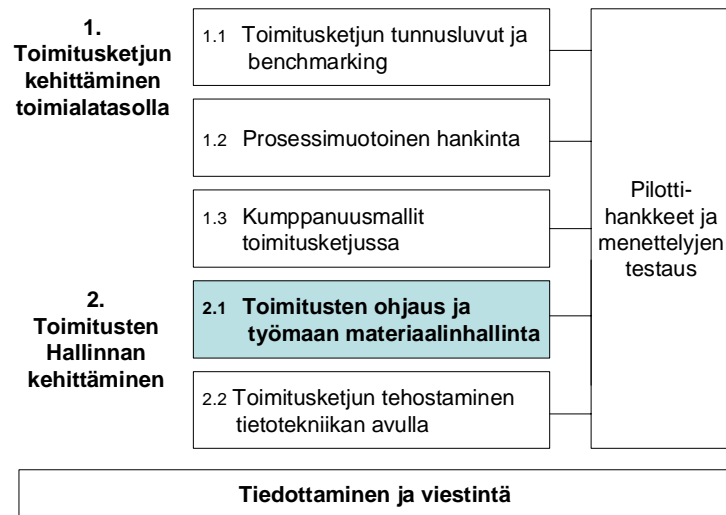 1.
Toimitusketjun
kehittäminen
toimialatasolla
1.1 Toimitusketjun tunnusluvut ja
benchmarking
1.2 Prosessimuotoinen hankinta
1.3 Kumppanuusmallit
toimitusketjussa
2.
Toimitusten
Hallinnan
kehittäminen
2.1 Toimitusten ohjaus ja
työmaan materiaalinhallinta
2.2 Toimitusketjun tehostaminen
tietotekniikan avulla
Pilotti-
hankkeet ja
menettelyjen
testaus
Tiedottaminen ja viestintä